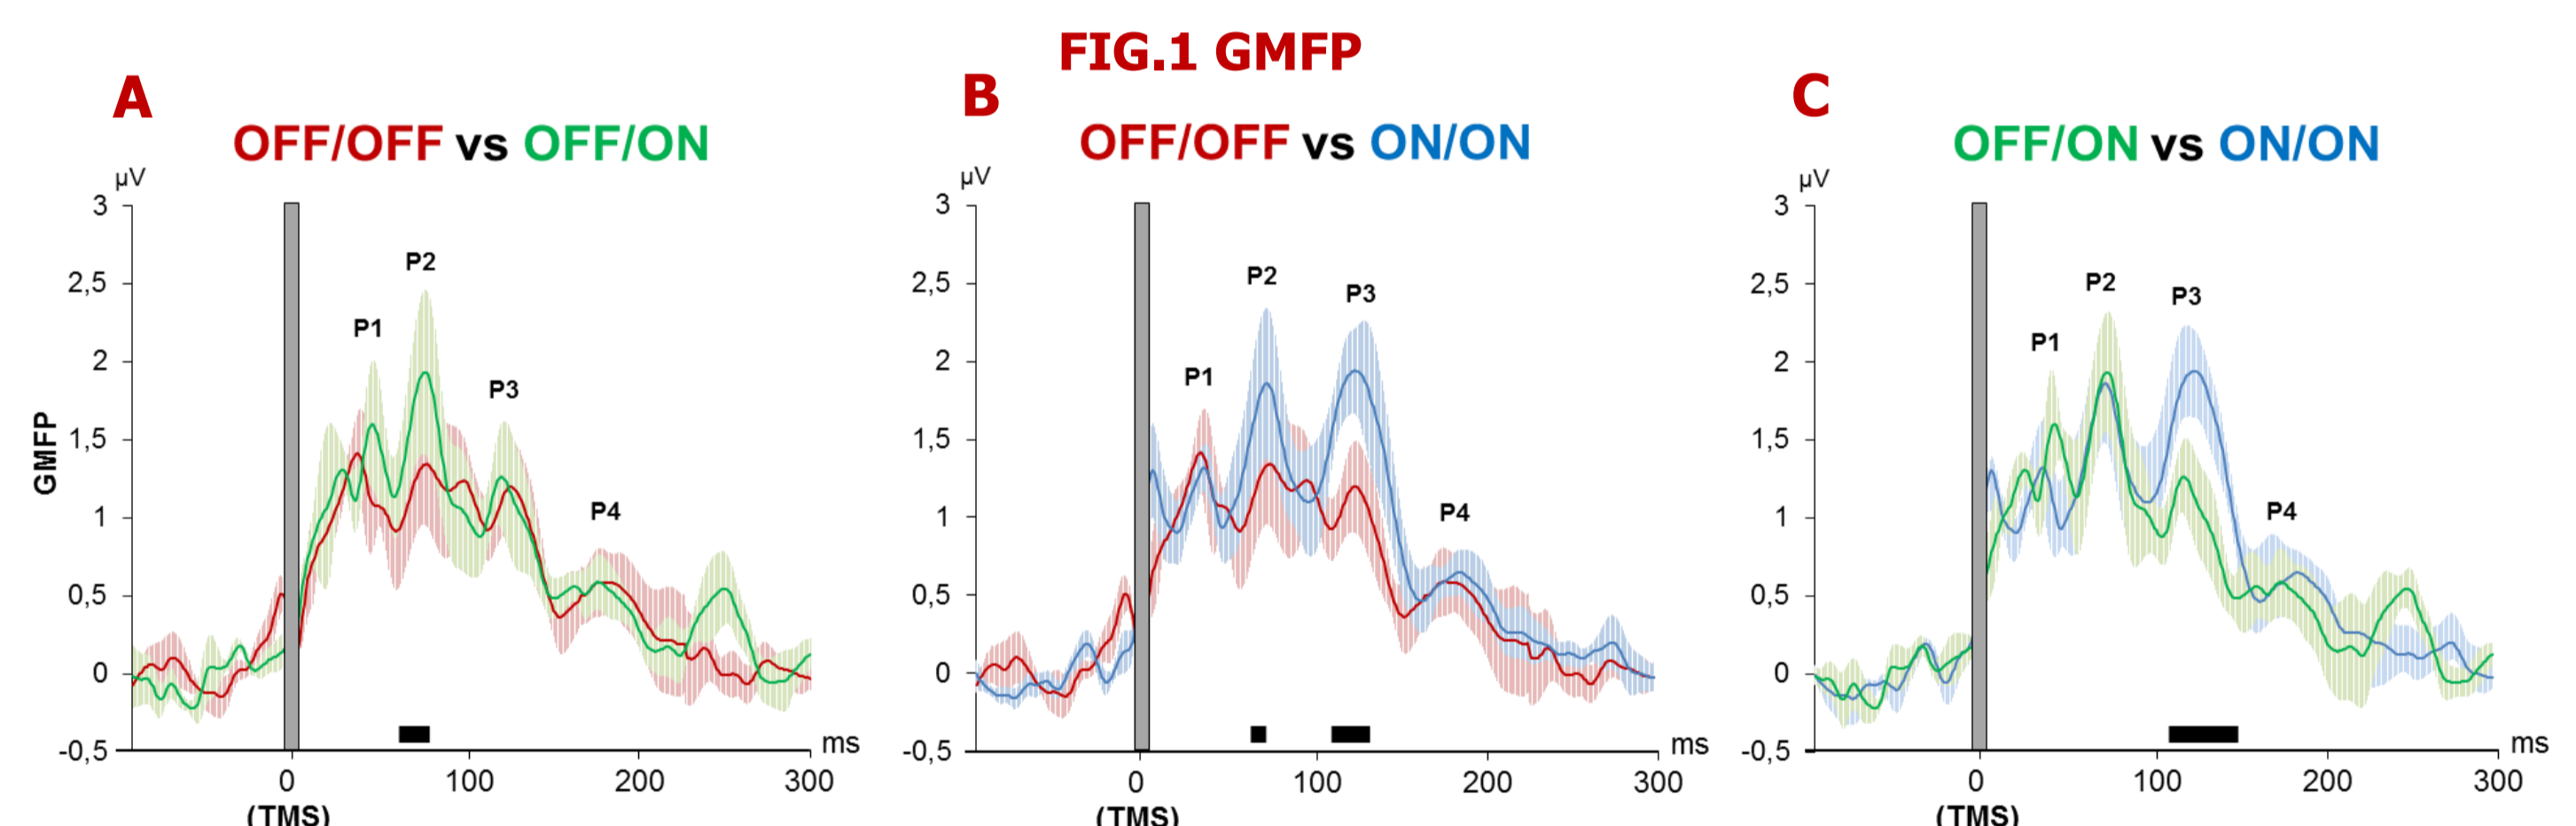 FIG.1 GMFP
A
OFF/OFF vs OFF/ON
µV
3
2,5
2
1,5
1
0,5
0
-0,5
GMFP
P1
P2
P3
P4
0
100
200
300
ms
(TMS)
B
OFF/OFF vs ON/ON
µV
3
2,5
2
1,5
1
0,5
0
-0,5
P1
P2
P3
P4
0
100
200
300
ms
(TMS)
C
OFF/ON vs ON/ON
µV
3
2,5
2
1,5
1
0,5
0
-0,5
P1
P2
P3
P4
0
100
200
300
ms
(TMS)